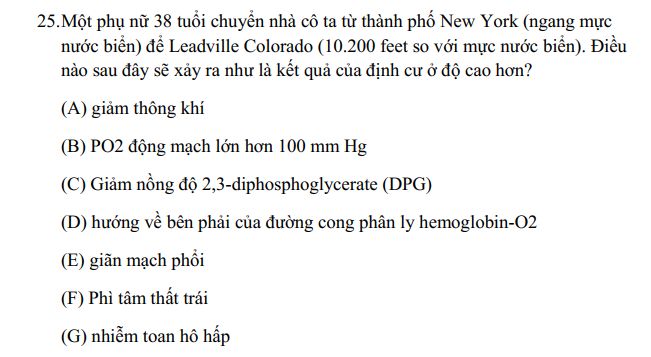 25.Một phụ nữ 38 tuổi chuyển nhà cô ta từ thành phố New York (ngang mực
nước biển) để Leadville Colorado (10.200 feet so với mực nước biển). Điều
nào sau đây sẽ xảy ra như là kết quả của định cư ở độ cao hơn?
(A) giảm thông khí
(B) PO2 động mạch lớn hơn 100 mm Hg
(C) Giảm nồng độ 2,3-diphosphoglycerate (DPG)
(D) hướng về bên phải của đường cong phân ly hemoglobin-O2
(E) giãn mạch phổi
(F) Phì tâm thất trái
(G) nhiễm toan hô hấp